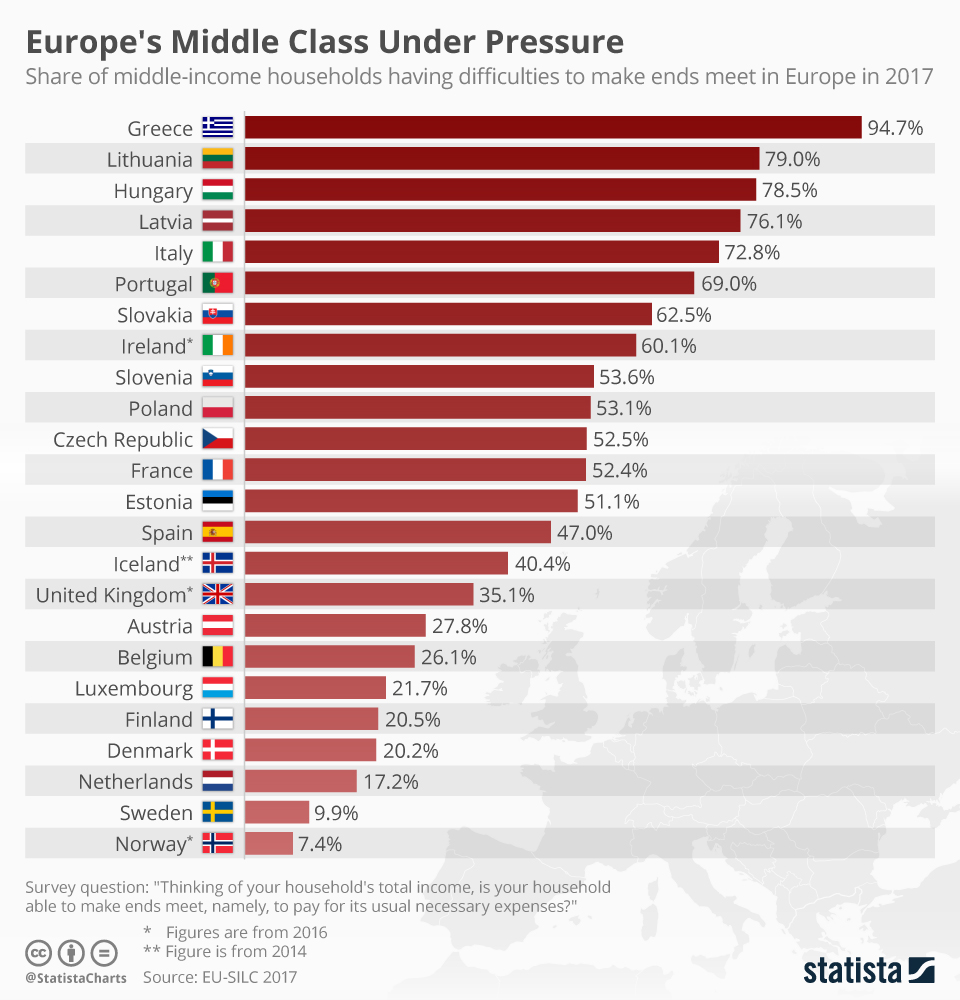 Europe's Middle Class Under Pressure
Share of middle-income households having difficulties to make ends meet in Europe in 2017
Greece 94.7%
Lithuania 79.0%
Hungary 78.5%
Latvia 76.1%
Italy 72.8%
Portugal 69.0%
Slovakia 62.5%
Ireland* 60.1%
Slovenia 53.6%
Poland 53.1%
Czech Republic 52.5%
France 52.4%
Estonia 51.1%
Spain 47.0%
Iceland** 40.4%
United Kingdom* 35.1%
Austria 27.8%
Belgium 26.1%
Luxembourg 21.7%
Finland 20.5%
Denmark 20.2%
Netherlands 17.2%
Sweden 9.9%
Norway* 7.4%
Survey question: "Thinking of your household's total income, is your household
able to make ends meet, namely, to pay for its usual necessary expenses?"
* Figures are from 2016
** Figure is from 2014
cc
@StatistaCharts Source: EU-SILC 2017
statista